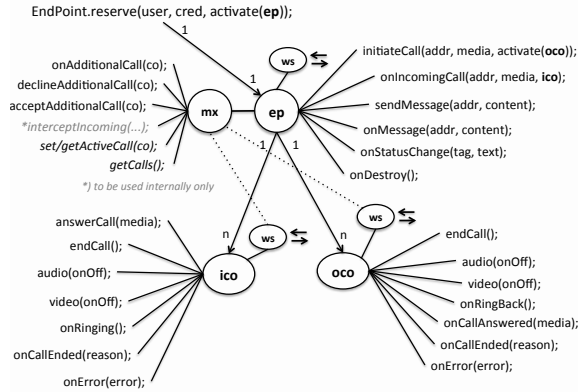 EndPoint.reserve(user, cred, activate(ep));
1
ws
onAdditionalCall(co);
declineAdditionalCall(co);
acceptAdditionalCall(co);
*interceptIncoming(...);
set/getActiveCall(co);
getCalls();
*) to be used internally only
mx
1
ep
initiateCall(addr, media, activate(oco));
onIncomingCall(addr, media, ico);
sendMessage(addr, content);
onMessage(addr, content);
onStatusChange(tag, text);
onDestroy();
1
1
n
n
ws
ws
answerCall(media);
endCall();
audio(onOff);
video(onOff);
onRinging();
onCallEnded(reason);
onError(error);
ico
oco
endCall();
audio(onOff);
video(onOff);
onRingBack();
onCallAnswered(media);
onCallEnded(reason);
onError(error);